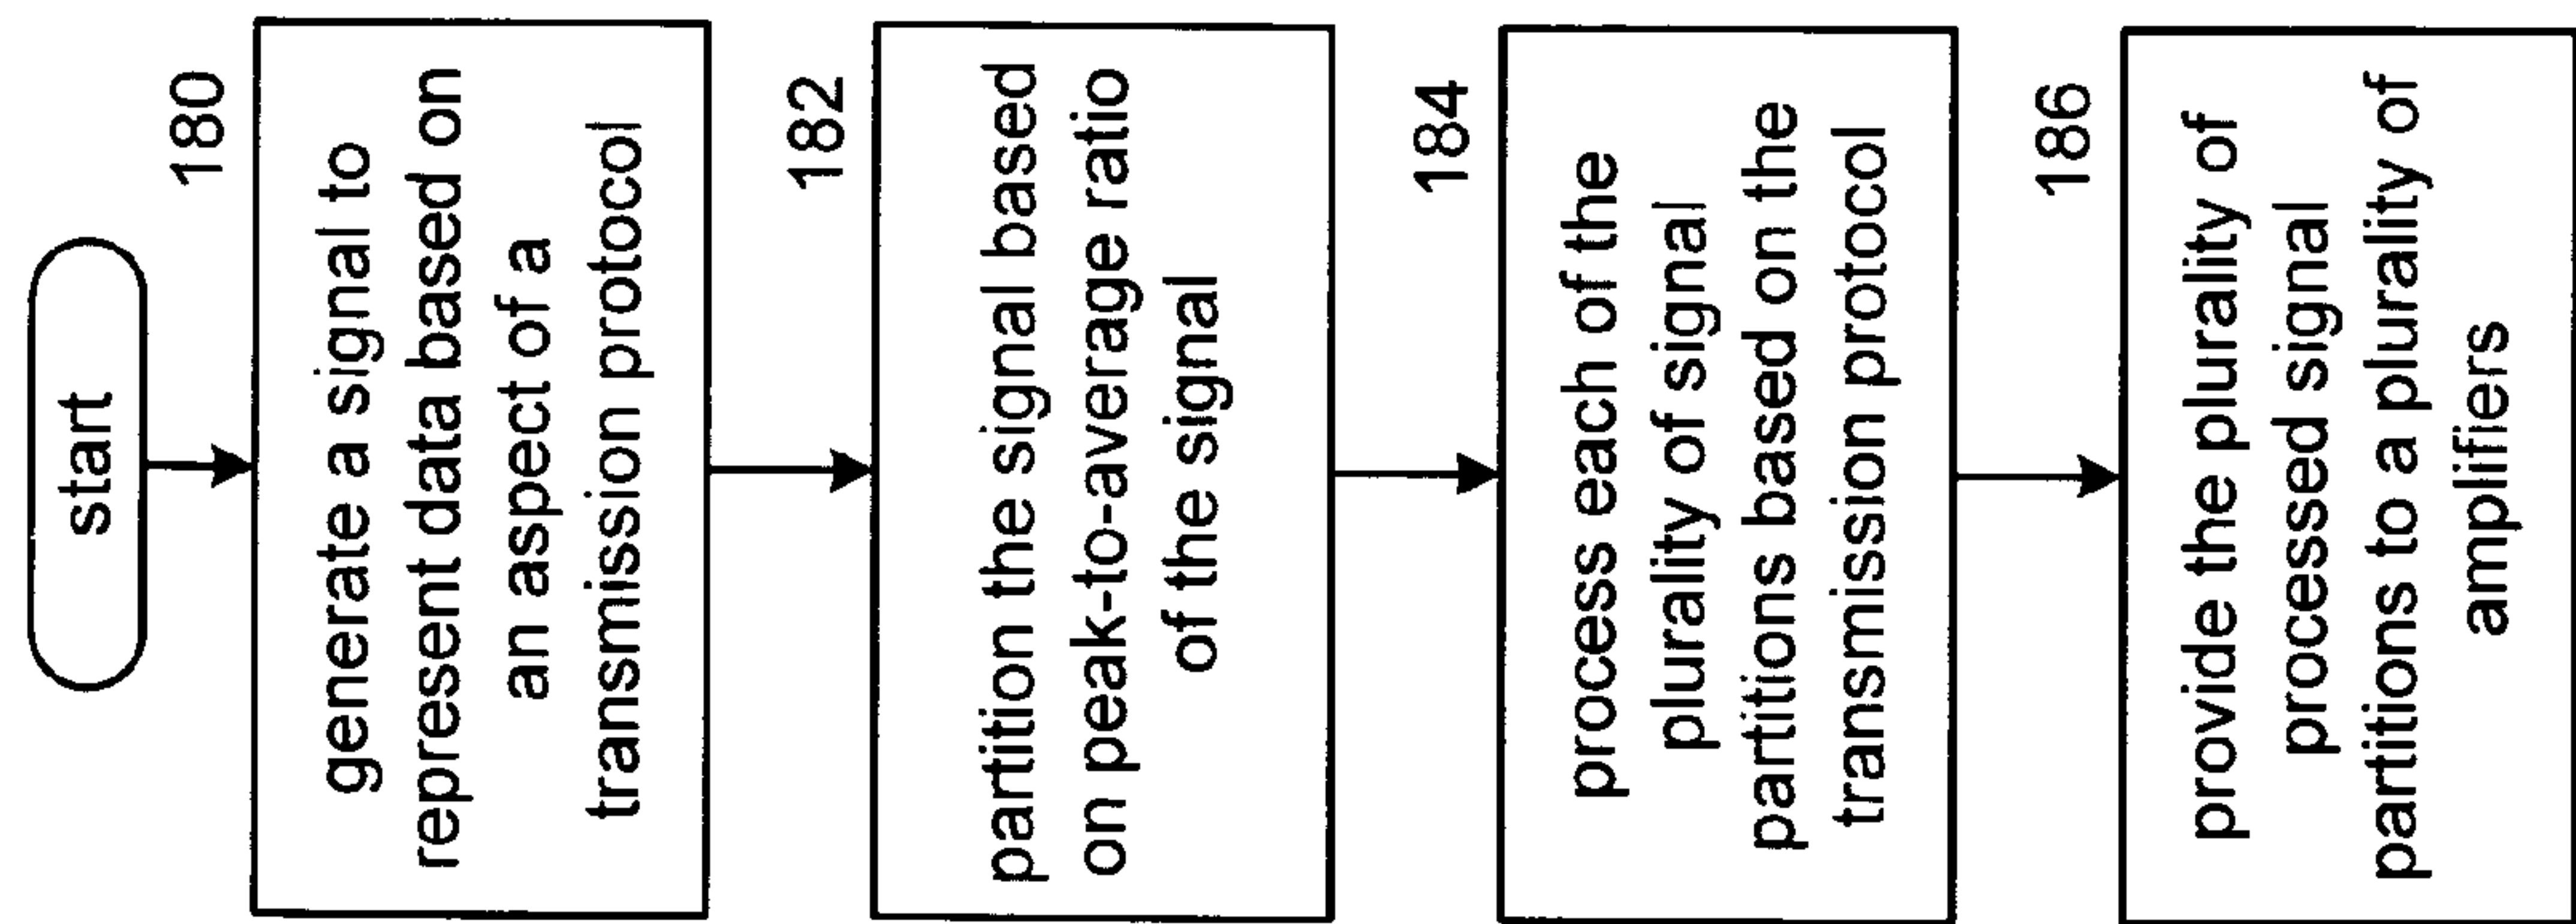 start
180
generate a signal to
represent data based on
an aspect of a
transmission protocol
182
partition the signal based
on peak-to-average ratio
of the signal
184
process each of the
plurality of signal
partitions based on the
transmission protocol
186
provide the plurality of
processed signal
partitions to a plurality of
amplifiers